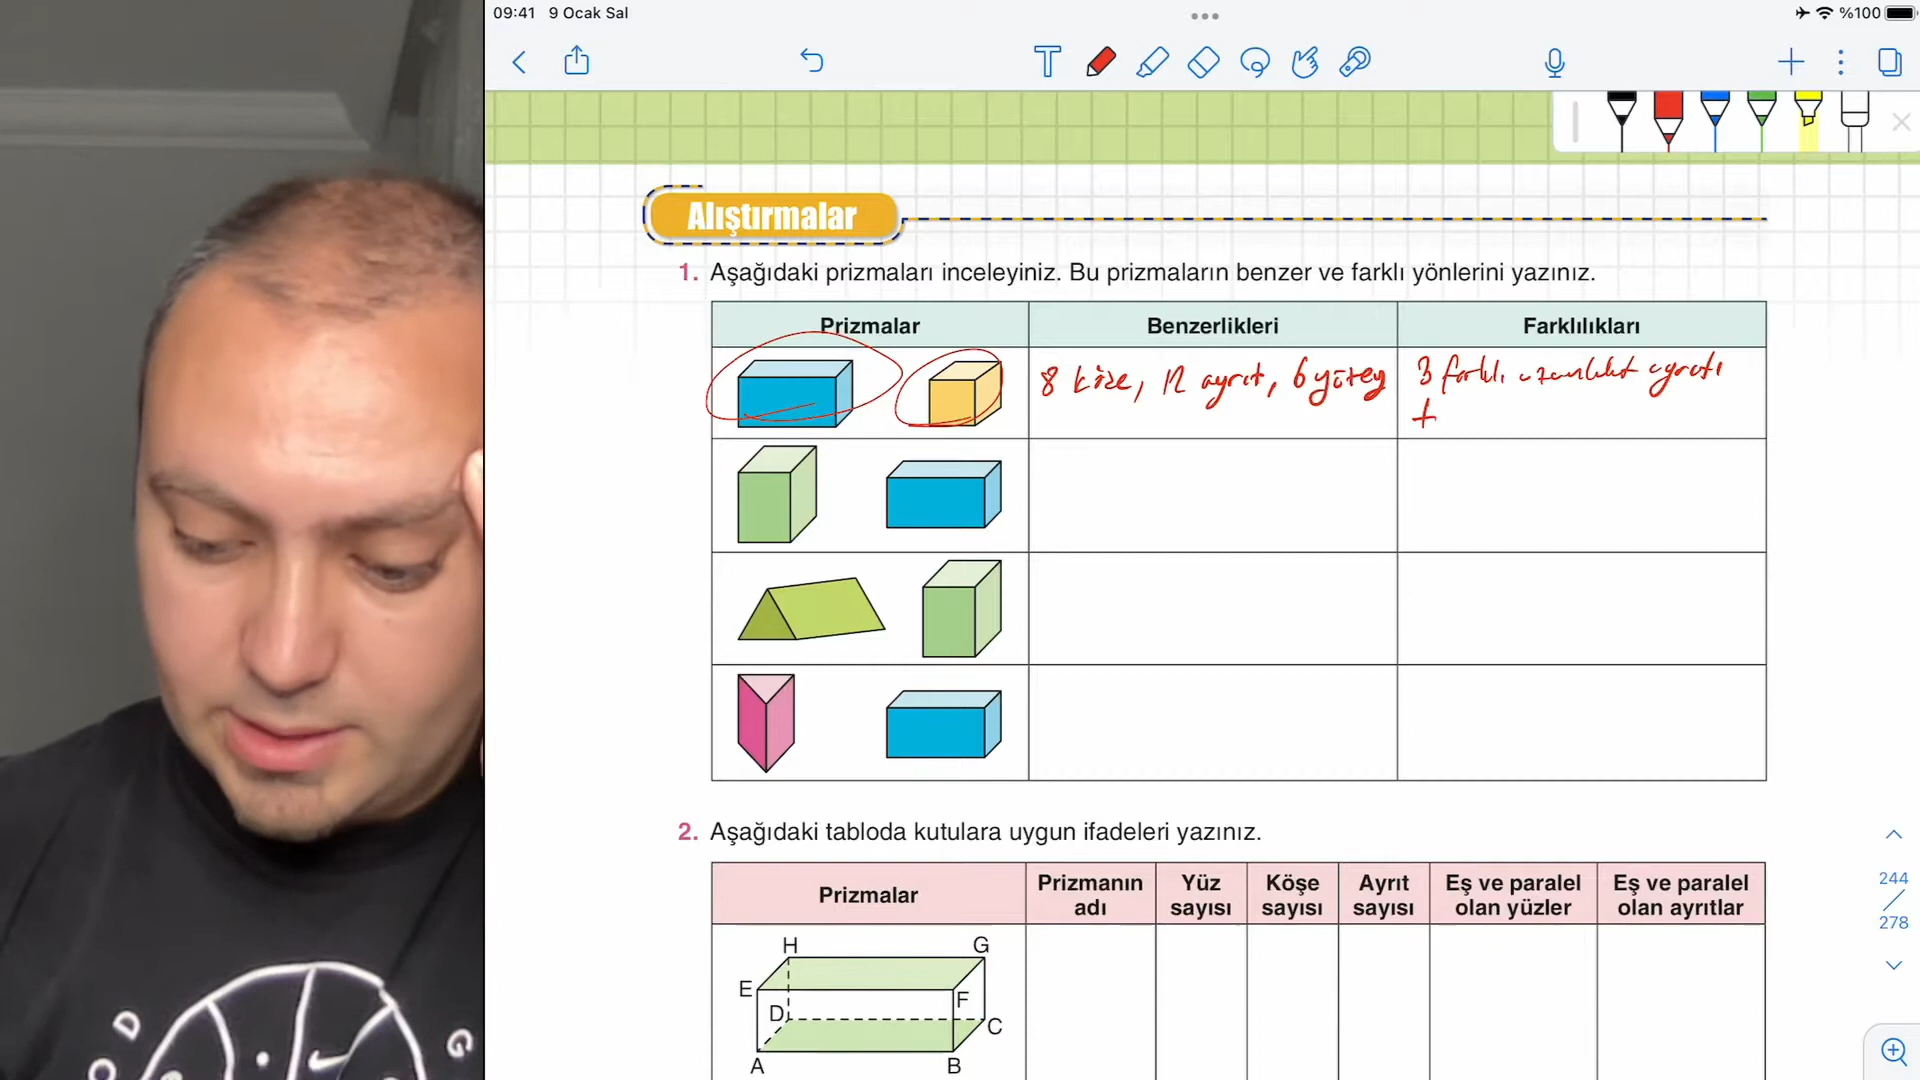 09:41 9 Ocak Sal
%100
Alıştırmalar
1. Aşağıdaki prizmaları inceleyiniz. Bu prizmaların benzer ve farklı yönlerini yazınız.
Prizmalar Benzerlikleri Farklılıkları
8 köşe, 12 ayrıt, 6 yüzey
3 farklı uzunlukta ayrıtı
+
2. Aşağıdaki tabloda kutulara uygun ifadeleri yazınız.
Prizmalar
Prizmanın adı
Yüz sayısı
Köşe sayısı
Ayrıt sayısı
Eş ve paralel olan yüzler
Eş ve paralel olan ayrıtlar
H G
E F
D C
A B
244
278
D G